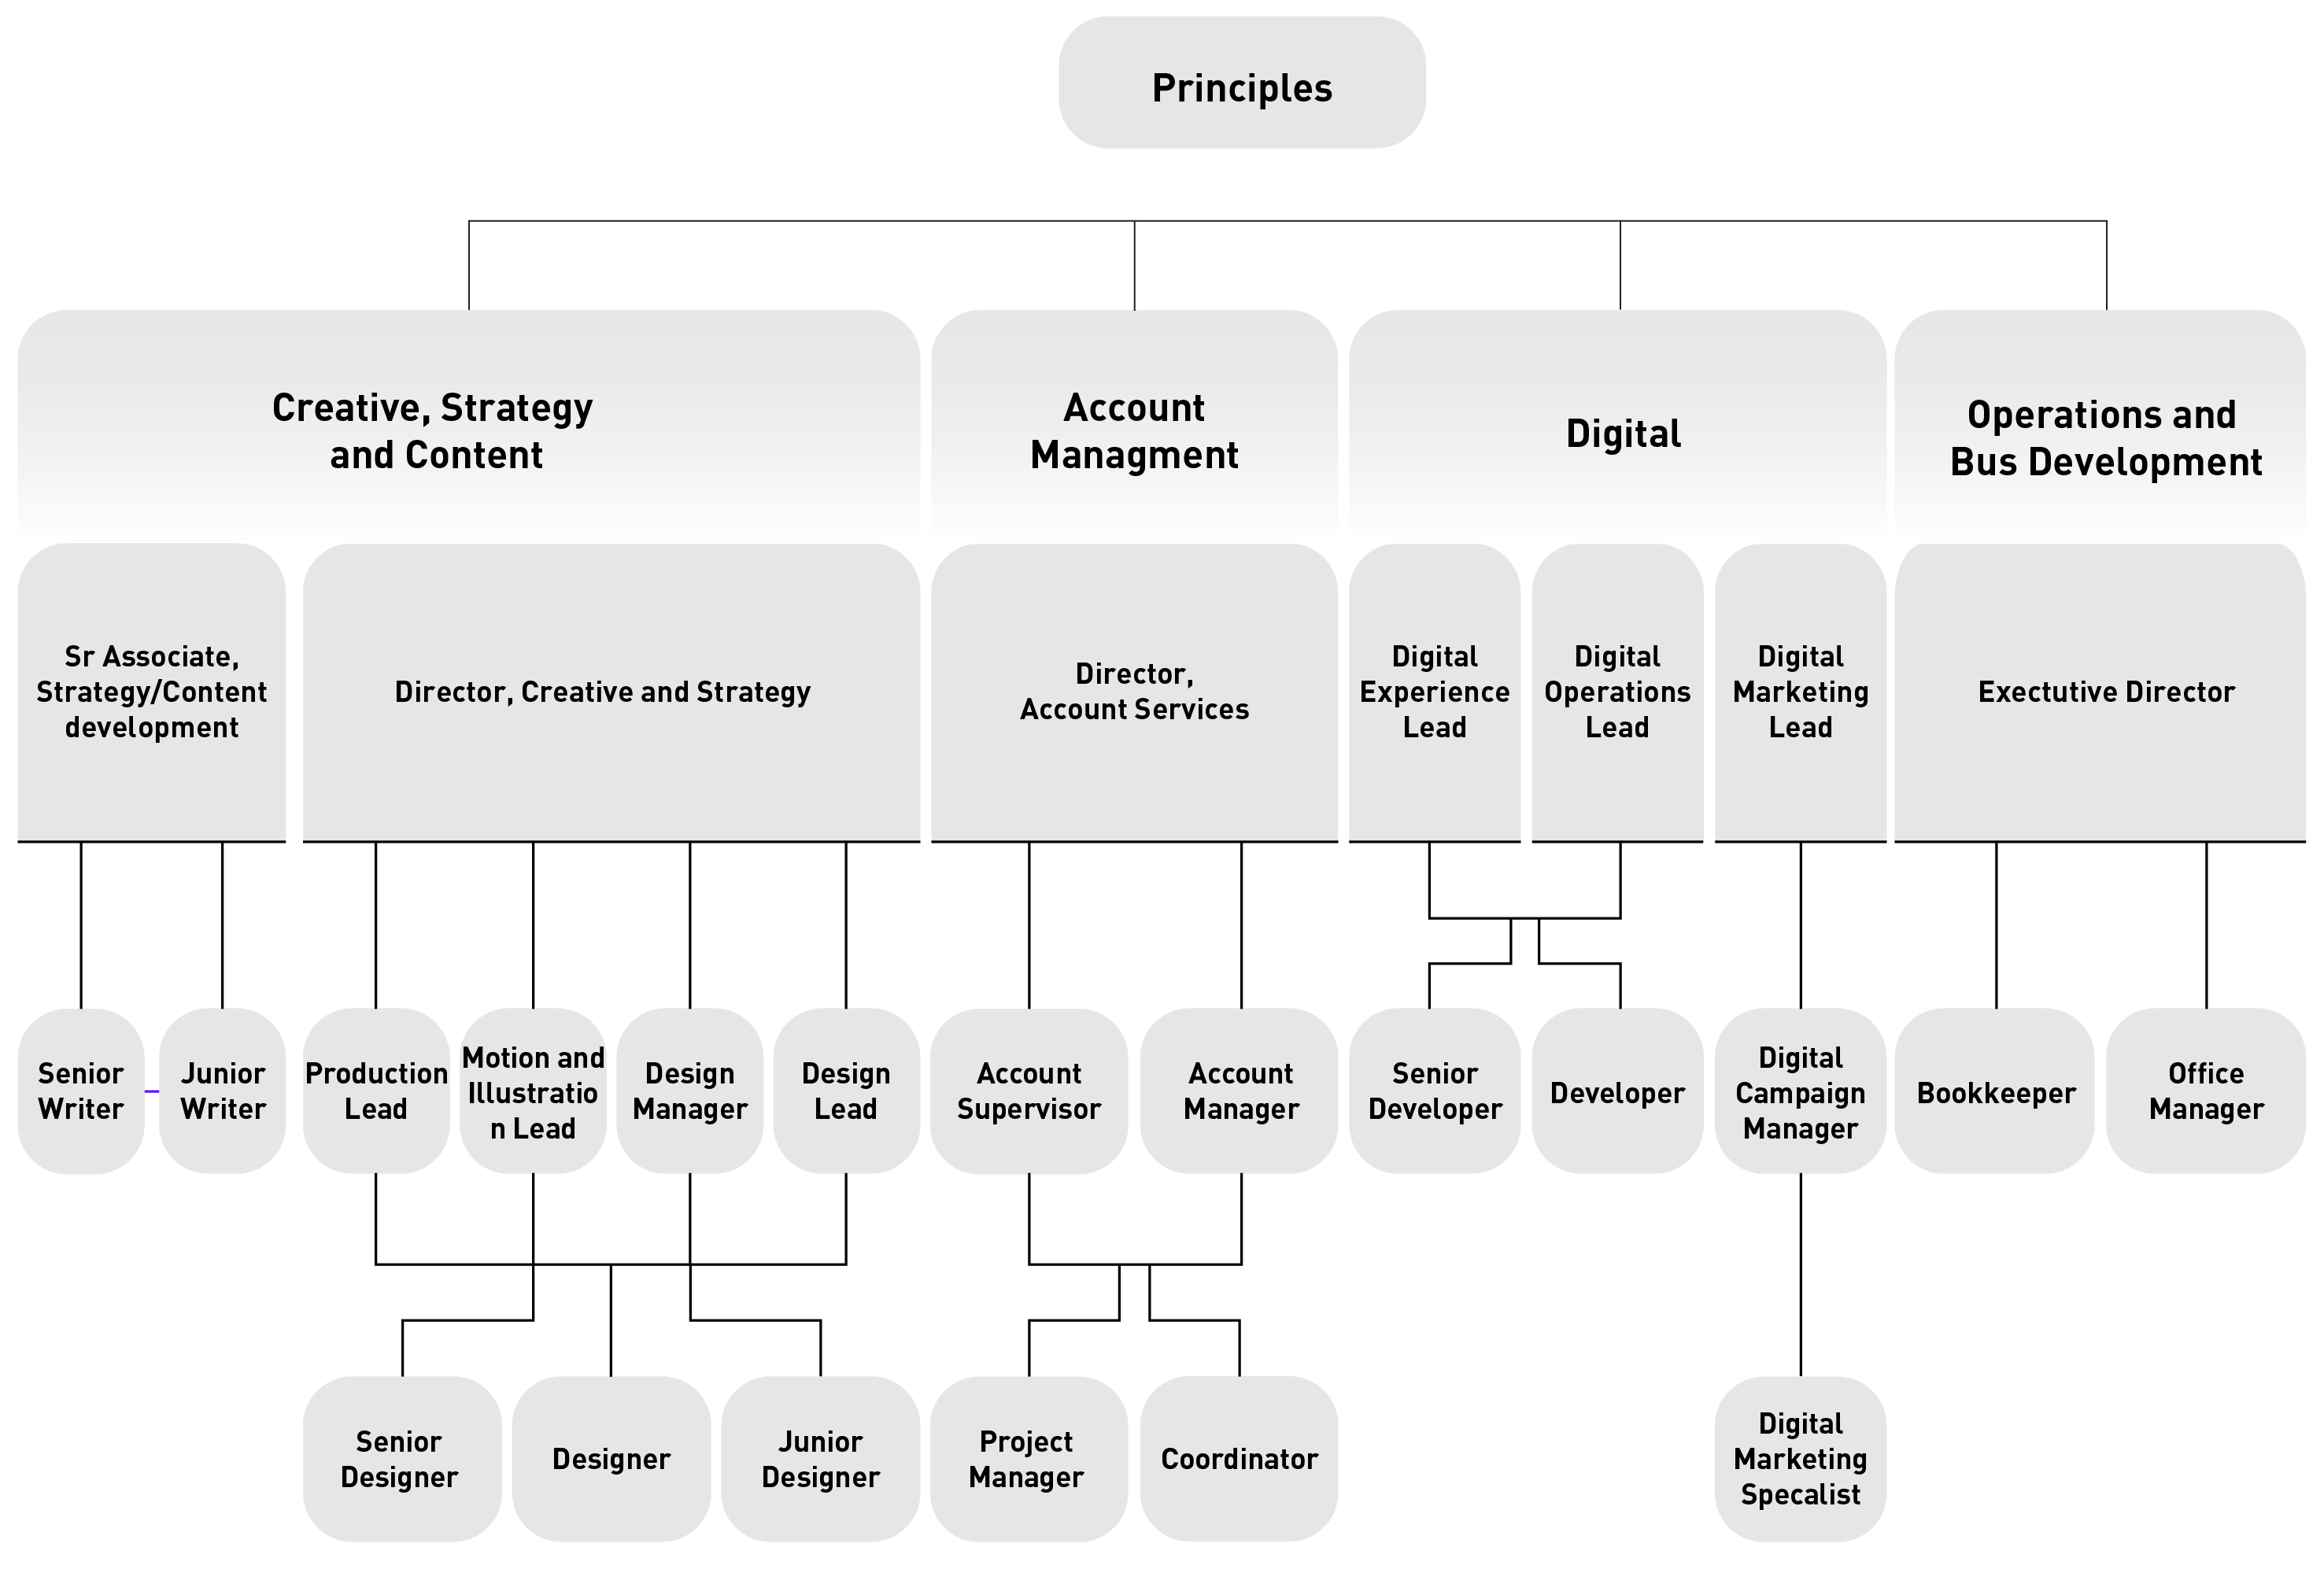 Principles
Creative, Strategy
and Content
Account
Managment
Digital
Operations and
Bus Development
Sr Associate,
Strategy/Content
development
Director, Creative and Strategy
Director,
Account Services
Digital
Experience
Lead
Digital
Operations
Lead
Digital
Marketing
Lead
Exectutive Director
Senior
Writer
Junior
Writer
Production
Lead
Motion and
Illustratio
n Lead
Design
Manager
Design
Lead
Account
Supervisor
Account
Manager
Senior
Developer
Developer
Digital
Campaign
Manager
Bookkeeper
Office
Manager
Senior
Designer
Designer
Junior
Designer
Project
Manager
Coordinator
Digital
Marketing
Specalist